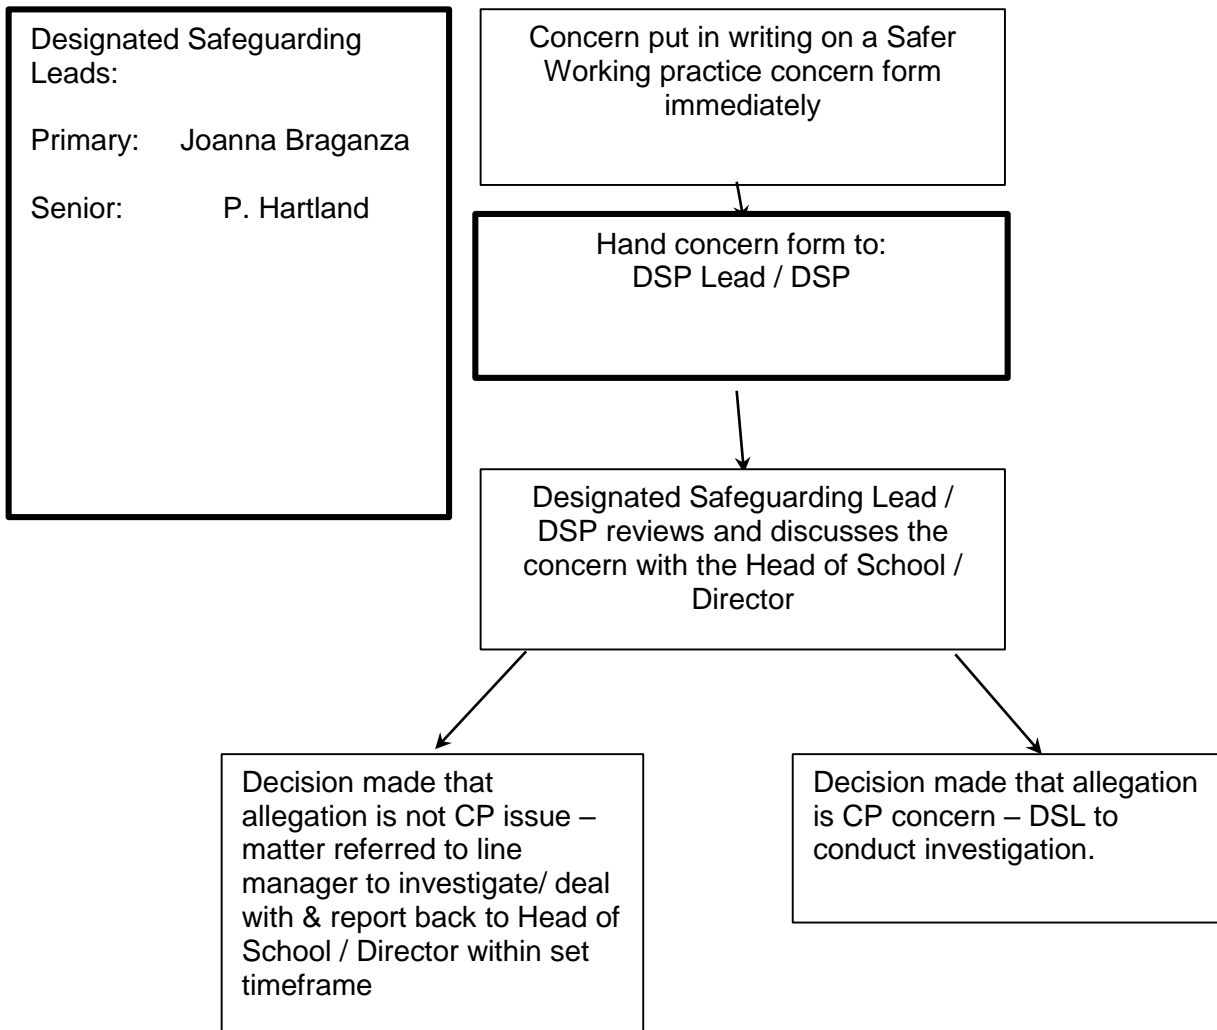 Designated Safeguarding
Leads:
Primary: Joanna Braganza
Senior: P. Hartland
Concern put in writing on a Safer
Working practice concern form
immediately
Hand concern form to:
DSP Lead / DSP
Designated Safeguarding Lead /
DSP reviews and discusses the
concern with the Head of School /
Director
Decision made that
allegation is not CP issue –
matter referred to line
manager to investigate/ deal
with & report back to Head of
School / Director within set
timeframe
Decision made that allegation
is CP concern – DSL to
conduct investigation.